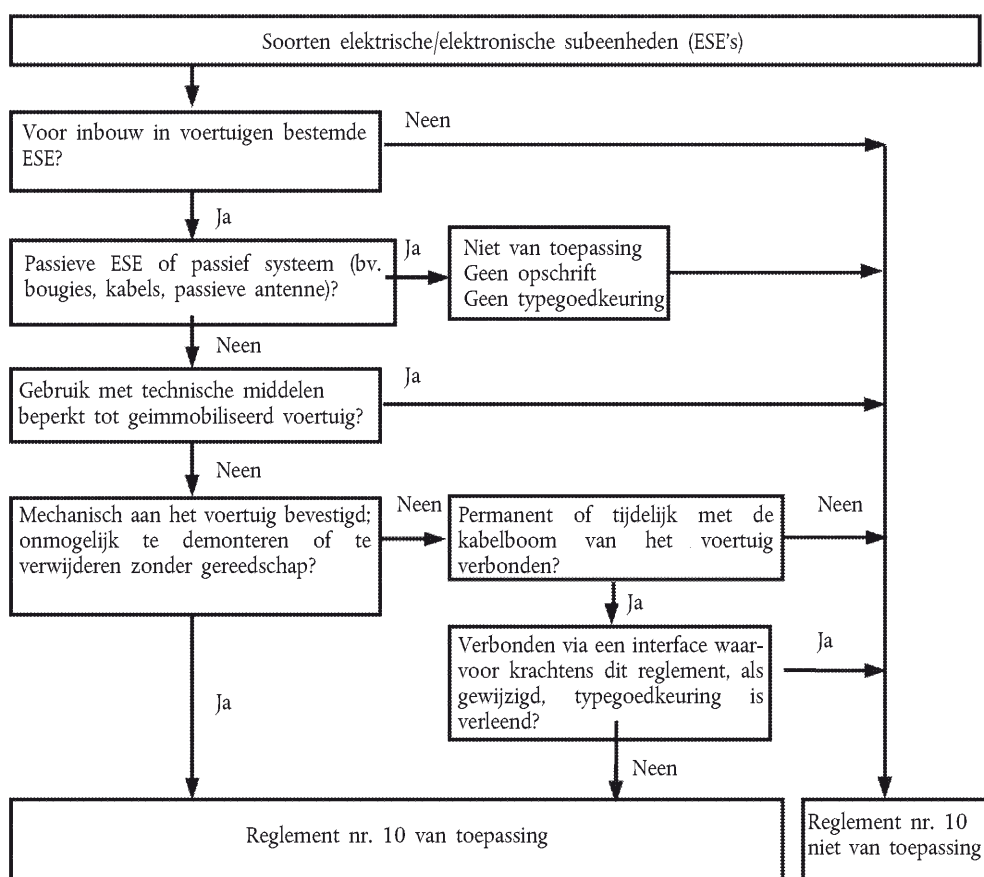 Soorten elektrische/elektronische subeenheden (ESE's)
Voor inbouw in voertuigen bestemde
ESE?
Neen
Ja
Passieve ESE of passief systeem (bv.
bougies, kabels, passieve antenne)?
Ja
Niet van toepassing
Geen opschrift
Geen typegoedkeuring
Neen
Gebruik met technische middelen
beperkt tot geimmobiliseerd voertuig?
Ja
Neen
Mechanisch aan het voertuig bevestigd;
onmogelijk te demonteren of te
verwijderen zonder gereedschap?
Neen
Permanent of tijdelijk met de
kabelboom van het voertuig
verbonden?
Neen
Ja
Verbonden via een interface waar-
voor krachtens dit reglement, als
gewijzigd, typegoedkeuring is
verleend?
Ja
Ja
Neen
Reglement nr. 10 van toepassing
Reglement nr. 10
niet van toepassing